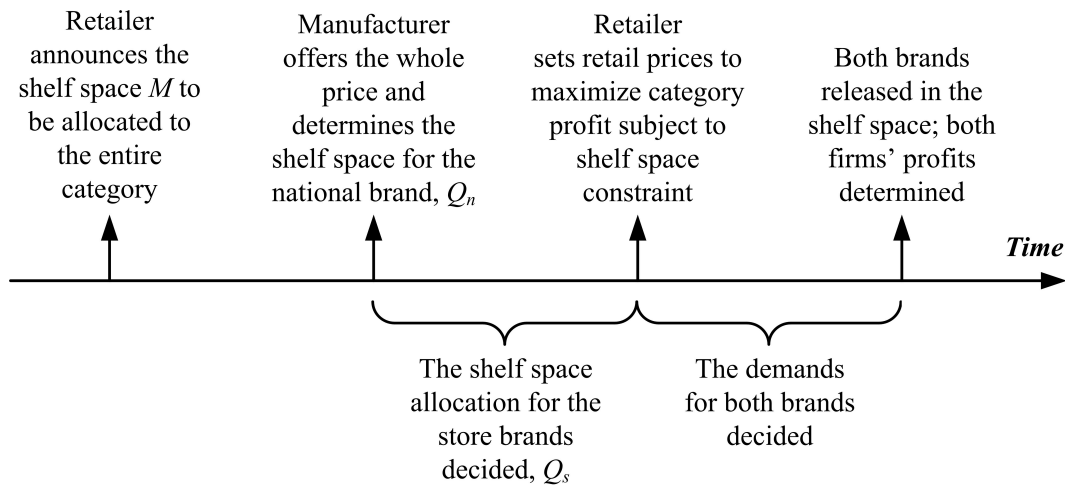 Retailer
announces the
shelf space M to
be allocated to
the entire
category
Manufacturer
offers the whole
price and
determines the
shelf space for the
national brand, Qn
Retailer
sets retail prices to
maximize category
profit subject to
shelf space
constraint
Both brands
released in the
shelf space; both
firms' profits
determined
Time
The shelf space
allocation for the
store brands
decided, Qs
The demands
for both brands
decided